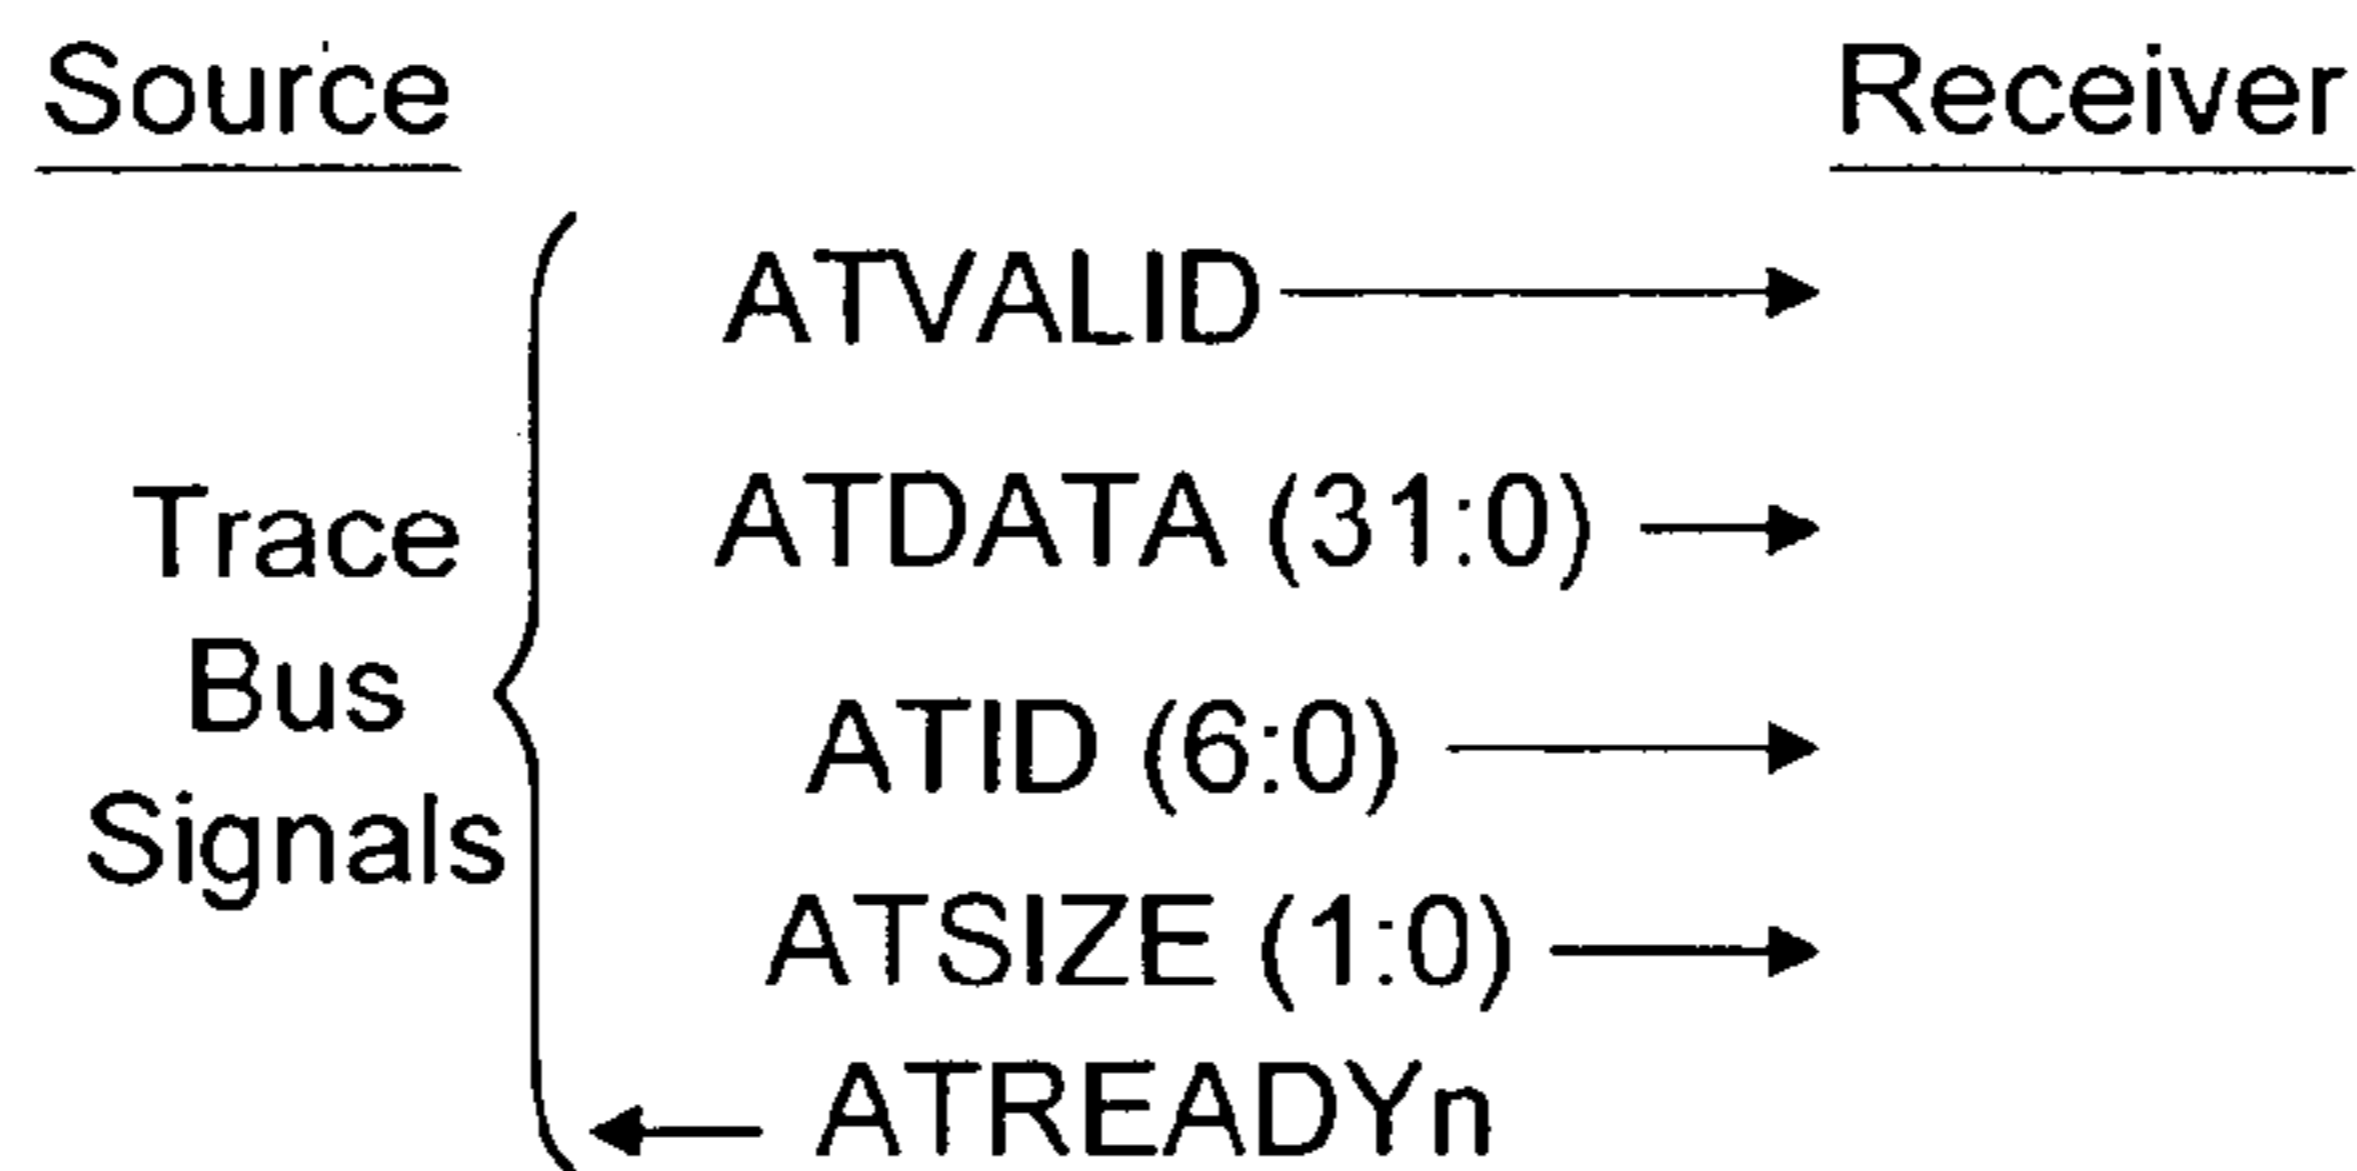 Source
Receiver
ATVALID
ATDATA (31:0)
Trace
Bus
Signals
ATID (6:0)
ATSIZE (1:0)
ATREADYn